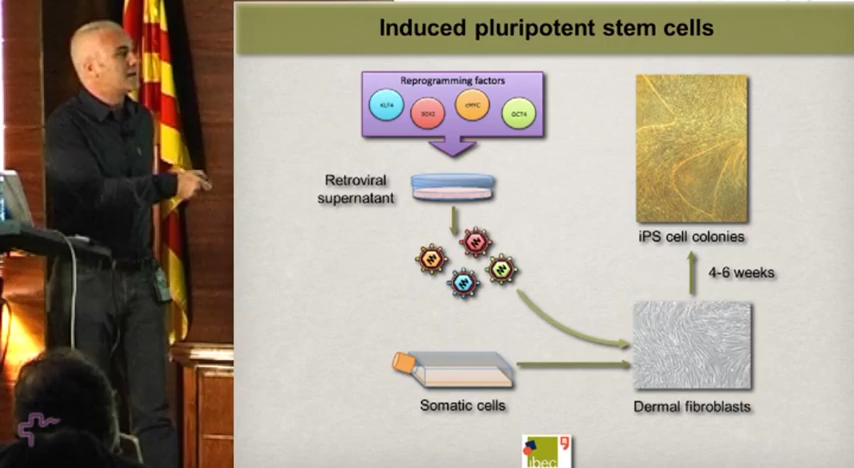 Induced pluripotent stem cells
Reprogramming factors
KLF4
SOX2
cMYC
OCT4
Retroviral
supernatant
iPS cell colonies
4-6 weeks
Somatic cells
Dermal fibroblasts
ibec